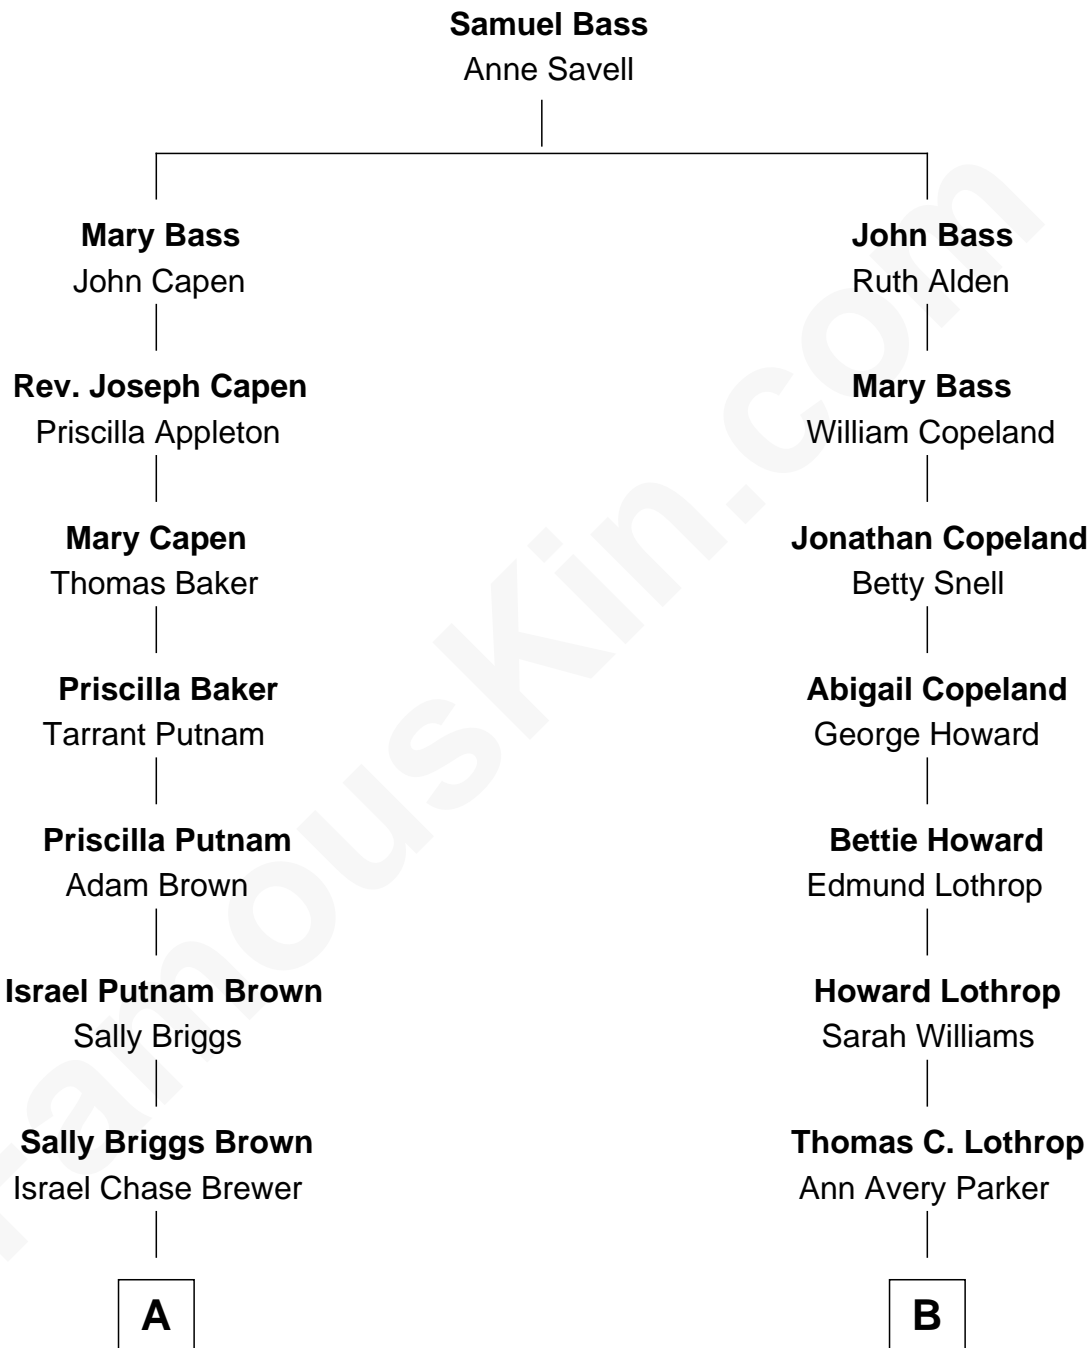 Samuel Bass
Anne Savell
Mary Bass
John Capen
Rev. Joseph Capen
Priscilla Appleton
Mary Capen
Thomas Baker
Priscilla Baker
Tarrant Putnam
Priscilla Putnam
Adam Brown
Israel Putnam Brown
Sally Briggs
Sally Briggs Brown
Israel Chase Brewer
A
John Bass
Ruth Alden
Mary Bass
William Copeland
Jonathan Copeland
Betty Snell
Abigail Copeland
George Howard
Bettie Howard
Edmund Lothrop
Howard Lothrop
Sarah Williams
Thomas C. Lothrop
Ann Avery Parker
B
FamousKin.com